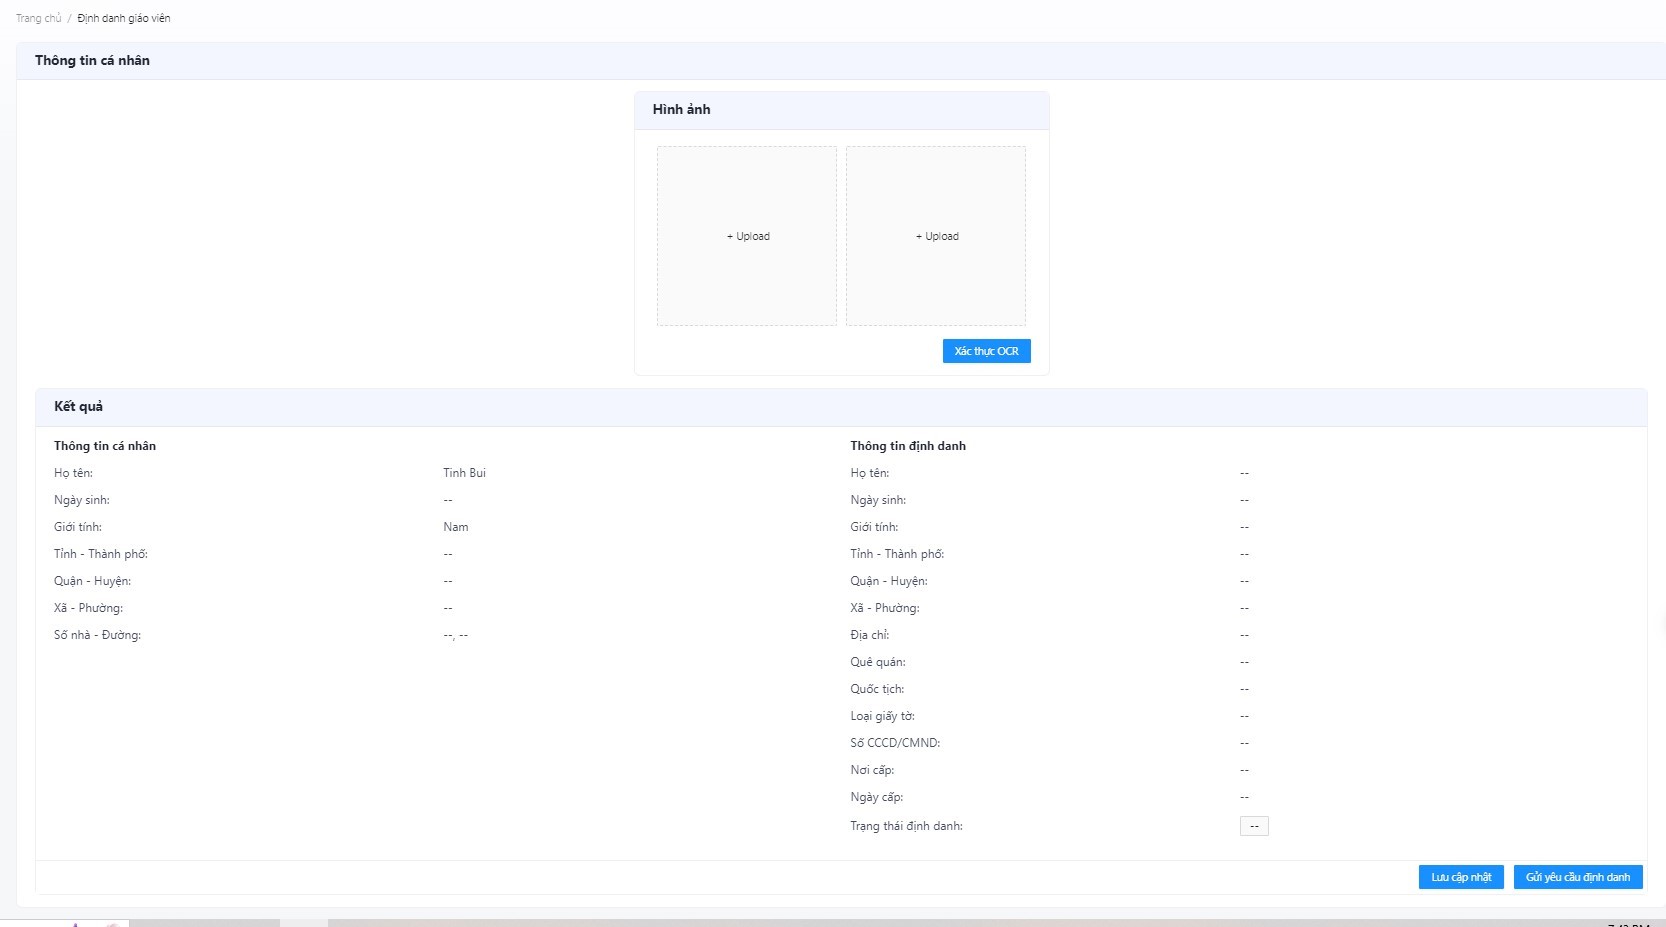 Trang chủ / Định danh giáo viên
Thông tin cá nhân
Hình ảnh
+ Upload
+ Upload
Xác thực OCR
Kết quả
Thông tin cá nhân
Họ tên: Tinh Bui
Ngày sinh: --
Giới tính: Nam
Tỉnh - Thành phố: --
Quận - Huyện: --
Xã - Phường: --
Số nhà - Đường: --, --
Thông tin định danh
Họ tên: --
Ngày sinh: --
Giới tính: --
Tỉnh - Thành phố: --
Quận - Huyện: --
Xã - Phường: --
Địa chỉ: --
Quê quán: --
Quốc tịch: --
Loại giấy tờ: --
Số CCCD/CMND: --
Nơi cấp: --
Ngày cấp: --
Trạng thái định danh: --
Lưu cập nhật
Gửi yêu cầu định danh